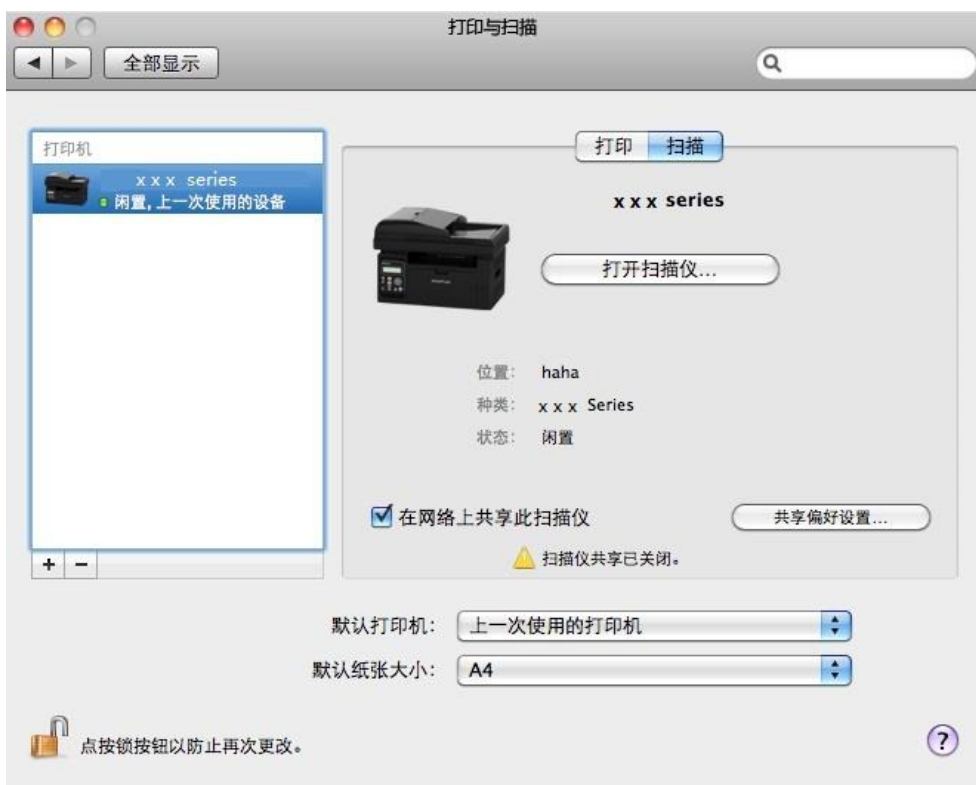 打印与扫描
全部显示
打印机
x x x series
闲置, 上一次使用的设备
打印 扫描
x x x series
打开扫描仪...
位置: haha
种类: x x x Series
状态: 闲置
在网络上共享此扫描仪 共享偏好设置...
扫描仪共享已关闭。
+ −
默认打印机: 上一次使用的打印机
默认纸张大小: A4
点按锁按钮以防止再次更改。 ?